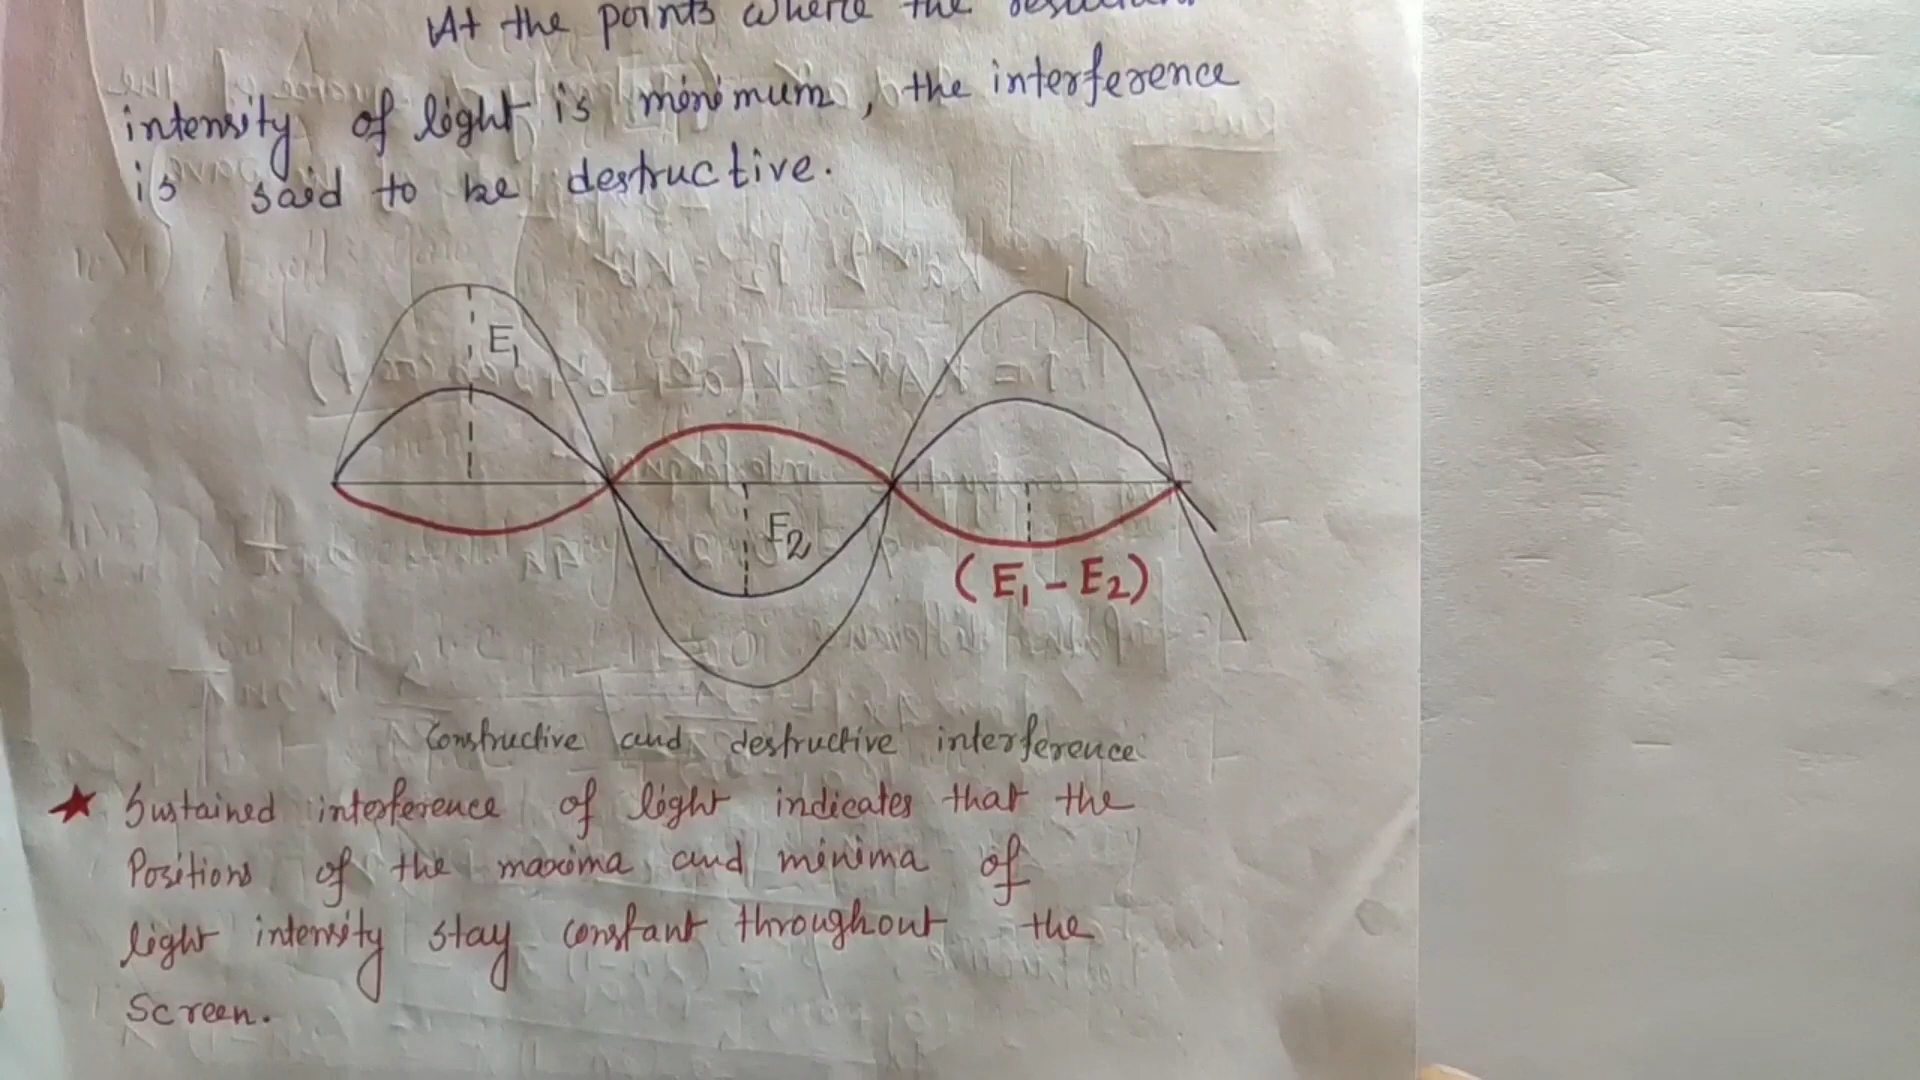 At the points where the resultant
intensity of light is minimum, the interference
is said to be destructive.
E₁
E₂
(E₁ - E₂)
Constructive and destructive interference
★ Sustained interference of light indicates that the
Positions of the maxima and minima of
light intensity stay constant throughout the
Screen.